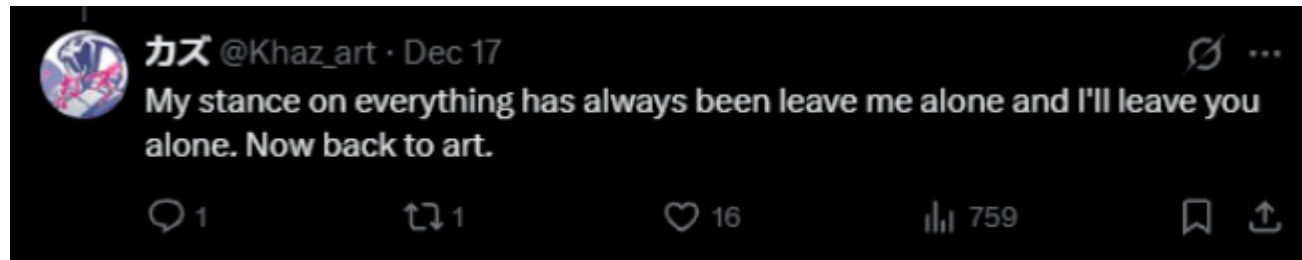 カズ @Khaz_art · Dec 17
My stance on everything has always been leave me alone and I'll leave you
alone. Now back to art.
1 1 16 759